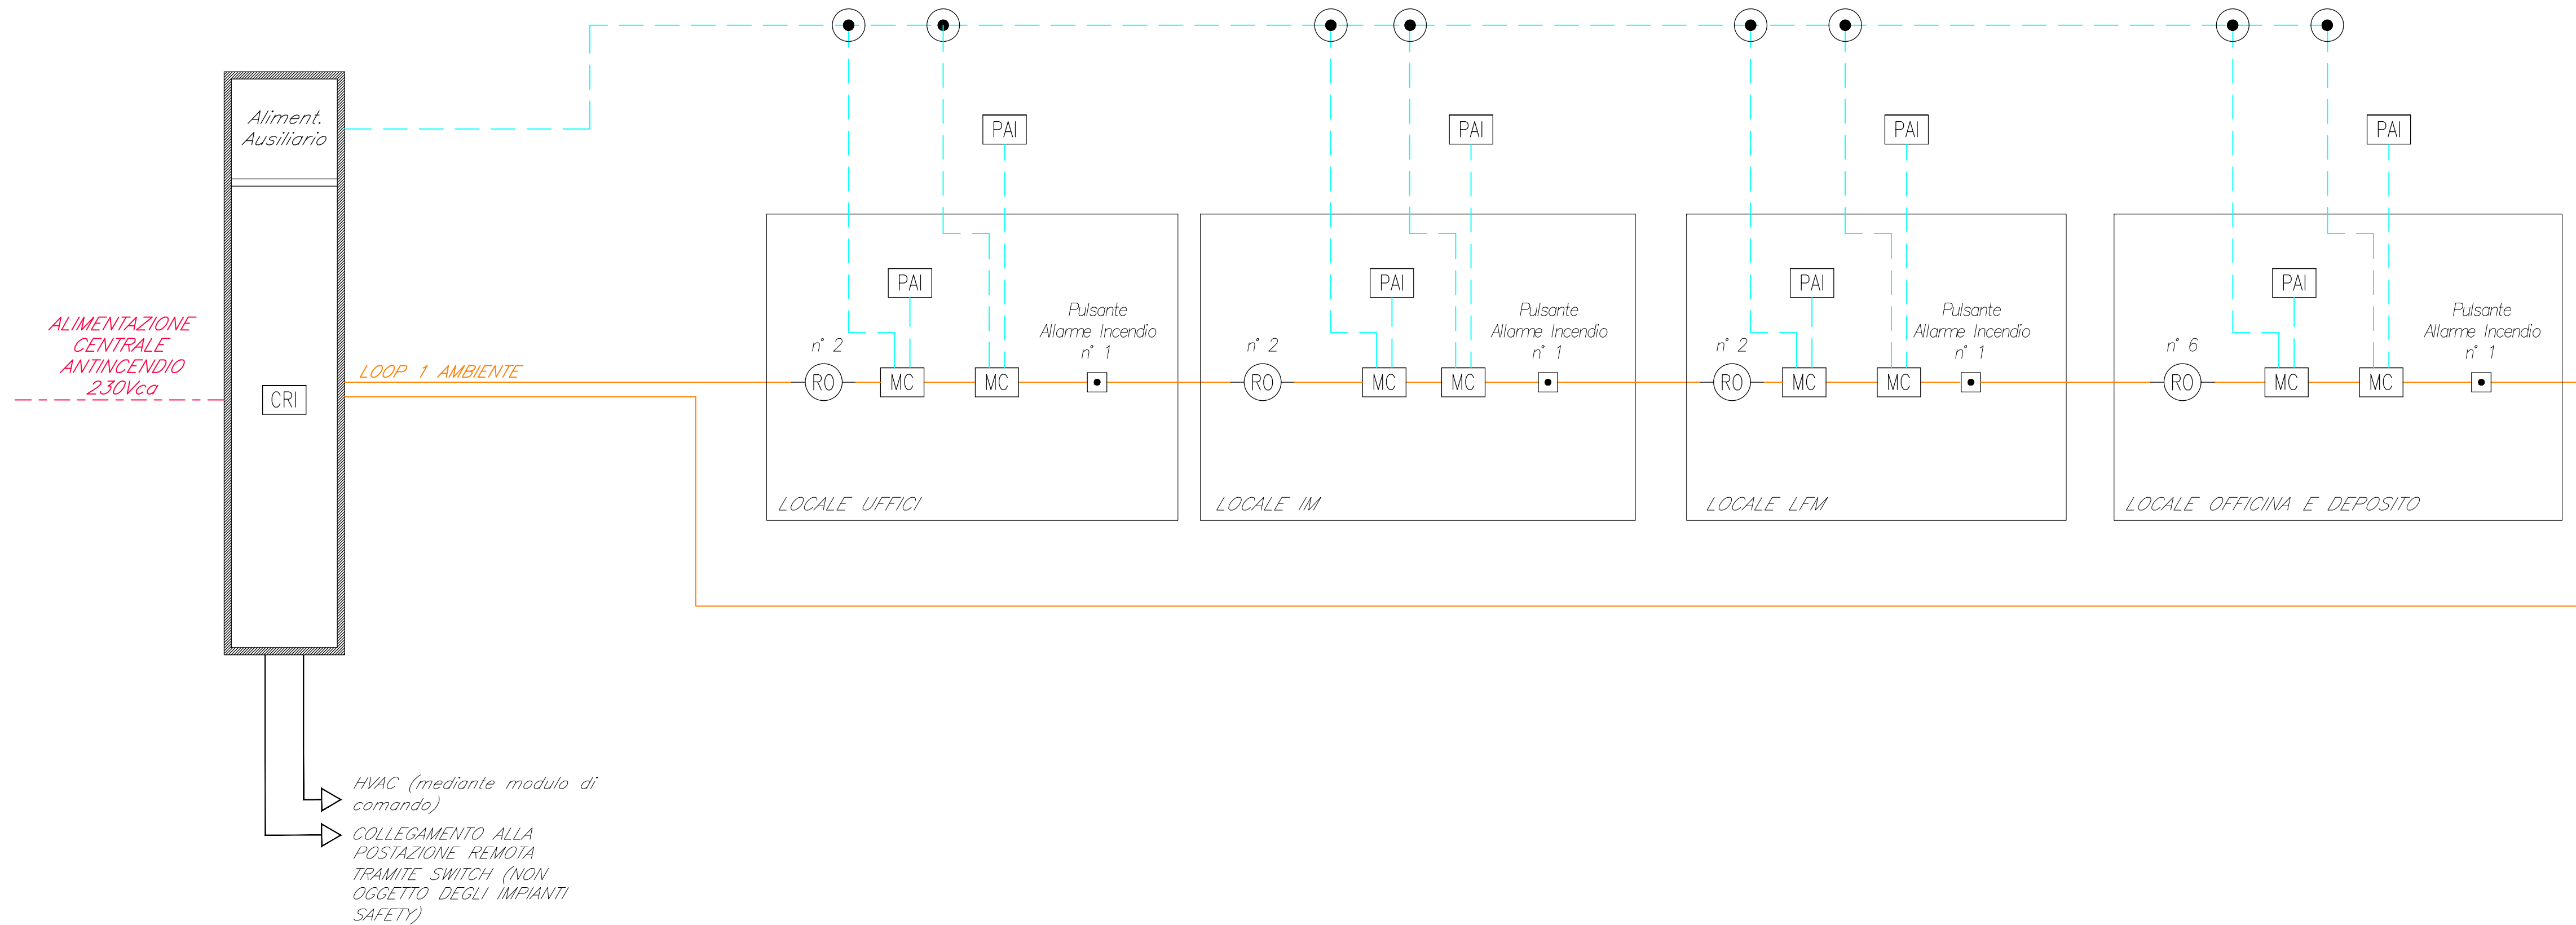 Aliment.
Ausiliario
ALIMENTAZIONE
CENTRALE
ANTINCENDIO
230Vca
CRI
LOOP 1 AMBIENTE
HVAC (mediante modulo di
comando)
COLLEGAMENTO ALLA
POSTAZIONE REMOTA
TRAMITE SWITCH (NON
OGGETTO DEGLI IMPIANTI
SAFETY)
PAI
PAI
n° 2
RO
MC
MC
Pulsante
Allarme Incendio
n° 1
LOCALE UFFICI
PAI
PAI
n° 2
RO
MC
MC
Pulsante
Allarme Incendio
n° 1
LOCALE IM
PAI
PAI
n° 2
RO
MC
MC
Pulsante
Allarme Incendio
n° 1
LOCALE LFM
PAI
PAI
n° 6
RO
MC
MC
Pulsante
Allarme Incendio
n° 1
LOCALE OFFICINA E DEPOSITO